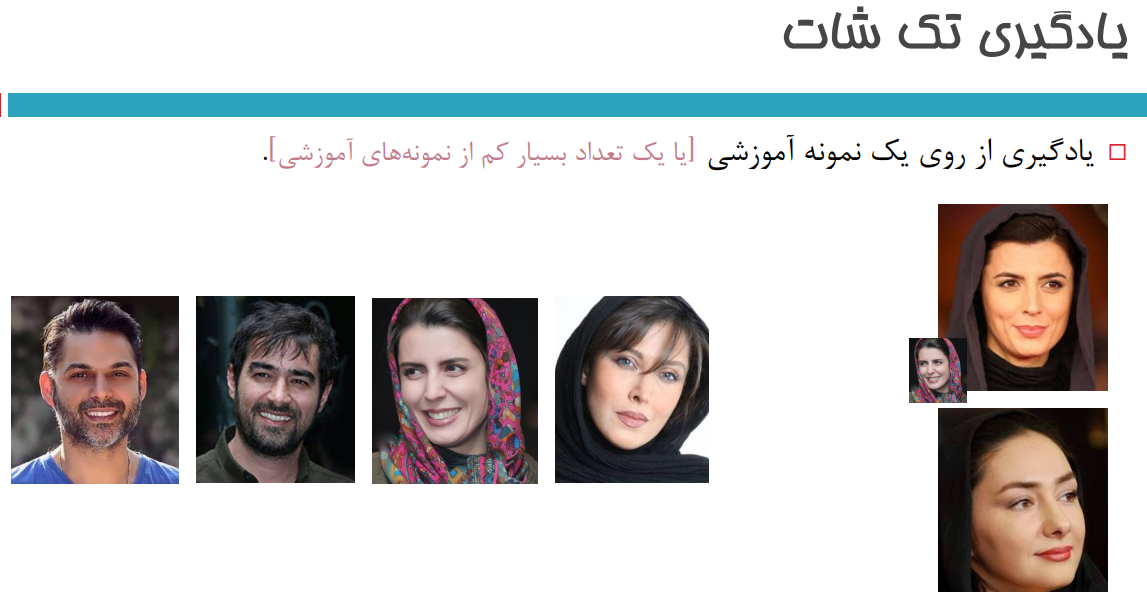 یادگیری تک شات
یادگیری از روی یک نمونه آموزشی [یا یک تعداد بسیار کم از نمونه‌های آموزشی].